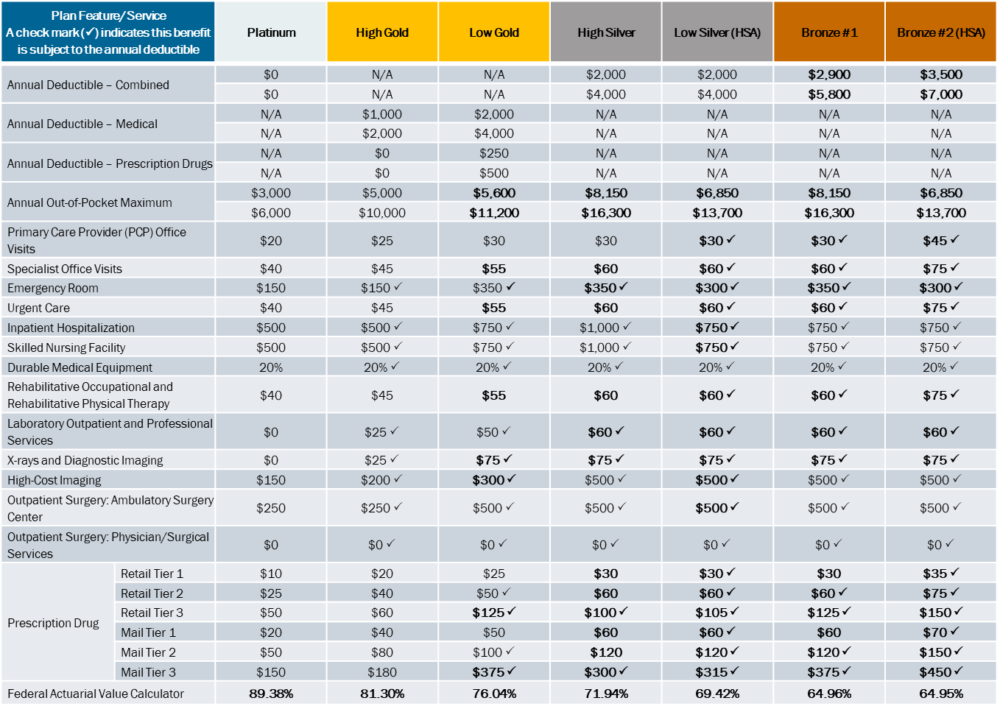 Plan Feature/Service
A check mark (✓) indicates this benefit
is subject to the annual deductible
Platinum
High Gold
Low Gold
High Silver
Low Silver (HSA)
Bronze #1
Bronze #2 (HSA)
Annual Deductible – Combined
$0 N/A N/A $2,000 $2,000 $2,900 $3,500
$0 N/A N/A $4,000 $4,000 $5,800 $7,000
Annual Deductible – Medical
N/A $1,000 $2,000 N/A N/A N/A N/A
N/A $2,000 $4,000 N/A N/A N/A N/A
Annual Deductible – Prescription Drugs
N/A $0 $250 N/A N/A N/A N/A
N/A $0 $500 N/A N/A N/A N/A
Annual Out-of-Pocket Maximum
$3,000 $5,000 $5,600 $8,150 $6,850 $8,150 $6,850
$6,000 $10,000 $11,200 $16,300 $13,700 $16,300 $13,700
Primary Care Provider (PCP) Office
Visits
$20 $25 $30 $30 $30 ✓ $30 ✓ $45 ✓
Specialist Office Visits $40 $45 $55 $60 $60 ✓ $60 ✓ $75 ✓
Emergency Room $150 $150 ✓ $350 ✓ $350 ✓ $300 ✓ $350 ✓ $300 ✓
Urgent Care $40 $45 $55 $60 $60 ✓ $60 ✓ $75 ✓
Inpatient Hospitalization $500 $500 ✓ $750 ✓ $1,000 ✓ $750 ✓ $750 ✓ $750 ✓
Skilled Nursing Facility $500 $500 ✓ $750 ✓ $1,000 ✓ $750 ✓ $750 ✓ $750 ✓
Durable Medical Equipment 20% 20% ✓ 20% ✓ 20% ✓ 20% ✓ 20% ✓ 20% ✓
Rehabilitative Occupational and
Rehabilitative Physical Therapy
$40 $45 $55 $60 $60 ✓ $60 ✓ $75 ✓
Laboratory Outpatient and Professional
Services
$0 $25 ✓ $50 ✓ $60 ✓ $60 ✓ $60 ✓ $60 ✓
X-rays and Diagnostic Imaging $0 $25 ✓ $75 ✓ $75 ✓ $75 ✓ $75 ✓ $75 ✓
High-Cost Imaging $150 $200 ✓ $300 ✓ $500 ✓ $500 ✓ $500 ✓ $500 ✓
Outpatient Surgery: Ambulatory Surgery
Center
$250 $250 ✓ $500 ✓ $500 ✓ $500 ✓ $500 ✓ $500 ✓
Outpatient Surgery: Physician/Surgical
Services
$0 $0 ✓ $0 ✓ $0 ✓ $0 ✓ $0 ✓ $0 ✓
Prescription Drug
Retail Tier 1 $10 $20 $25 $30 $30 ✓ $30 $35 ✓
Retail Tier 2 $25 $40 $50 ✓ $60 $60 ✓ $60 ✓ $75 ✓
Retail Tier 3 $50 $60 $125 ✓ $100 ✓ $105 ✓ $125 ✓ $150 ✓
Mail Tier 1 $20 $40 $50 $60 $60 ✓ $60 $70 ✓
Mail Tier 2 $50 $80 $100 ✓ $120 $120 ✓ $120 ✓ $150 ✓
Mail Tier 3 $150 $180 $375 ✓ $300 ✓ $315 ✓ $375 ✓ $450 ✓
Federal Actuarial Value Calculator 89.38% 81.30% 76.04% 71.94% 69.42% 64.96% 64.95%